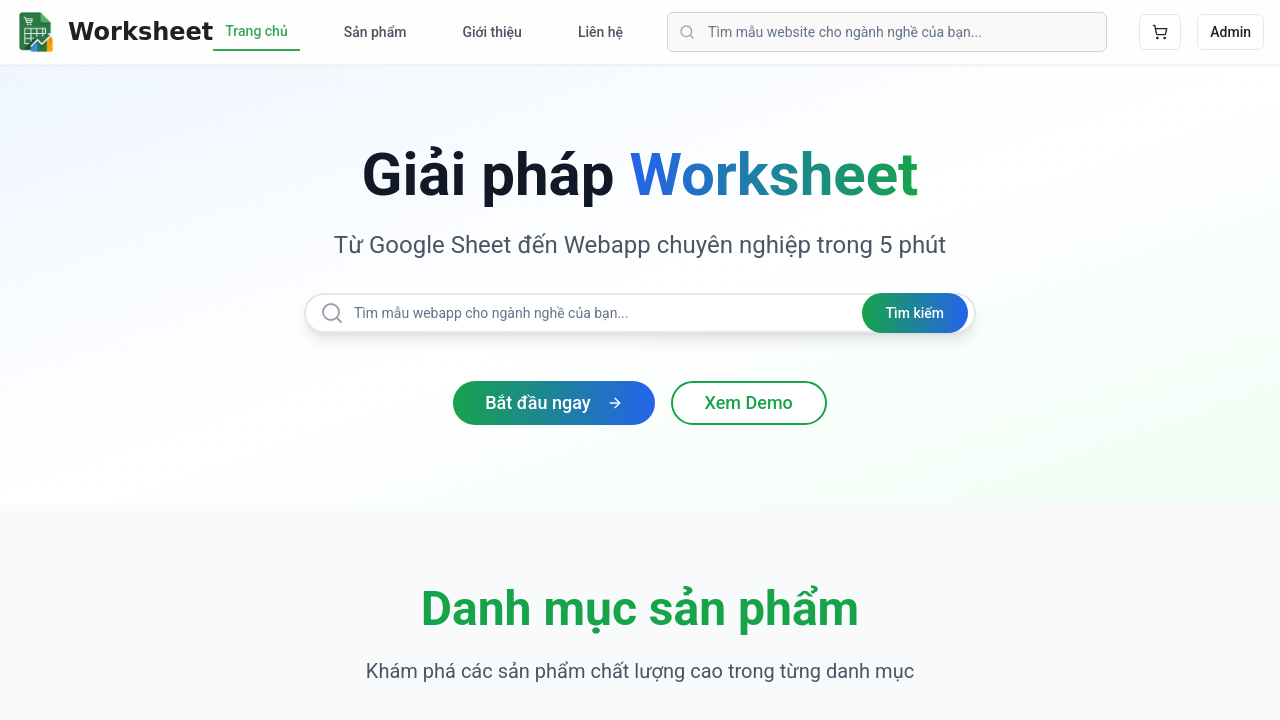 Worksheet
Trang chủ
Sản phẩm
Giới thiệu
Liên hệ
Tìm mẫu website cho ngành nghề của bạn...
Admin
Giải pháp Worksheet
Từ Google Sheet đến Webapp chuyên nghiệp trong 5 phút
Tìm mẫu webapp cho ngành nghề của bạn...
Tìm kiếm
Bắt đầu ngay
Xem Demo
Danh mục sản phẩm
Khám phá các sản phẩm chất lượng cao trong từng danh mục